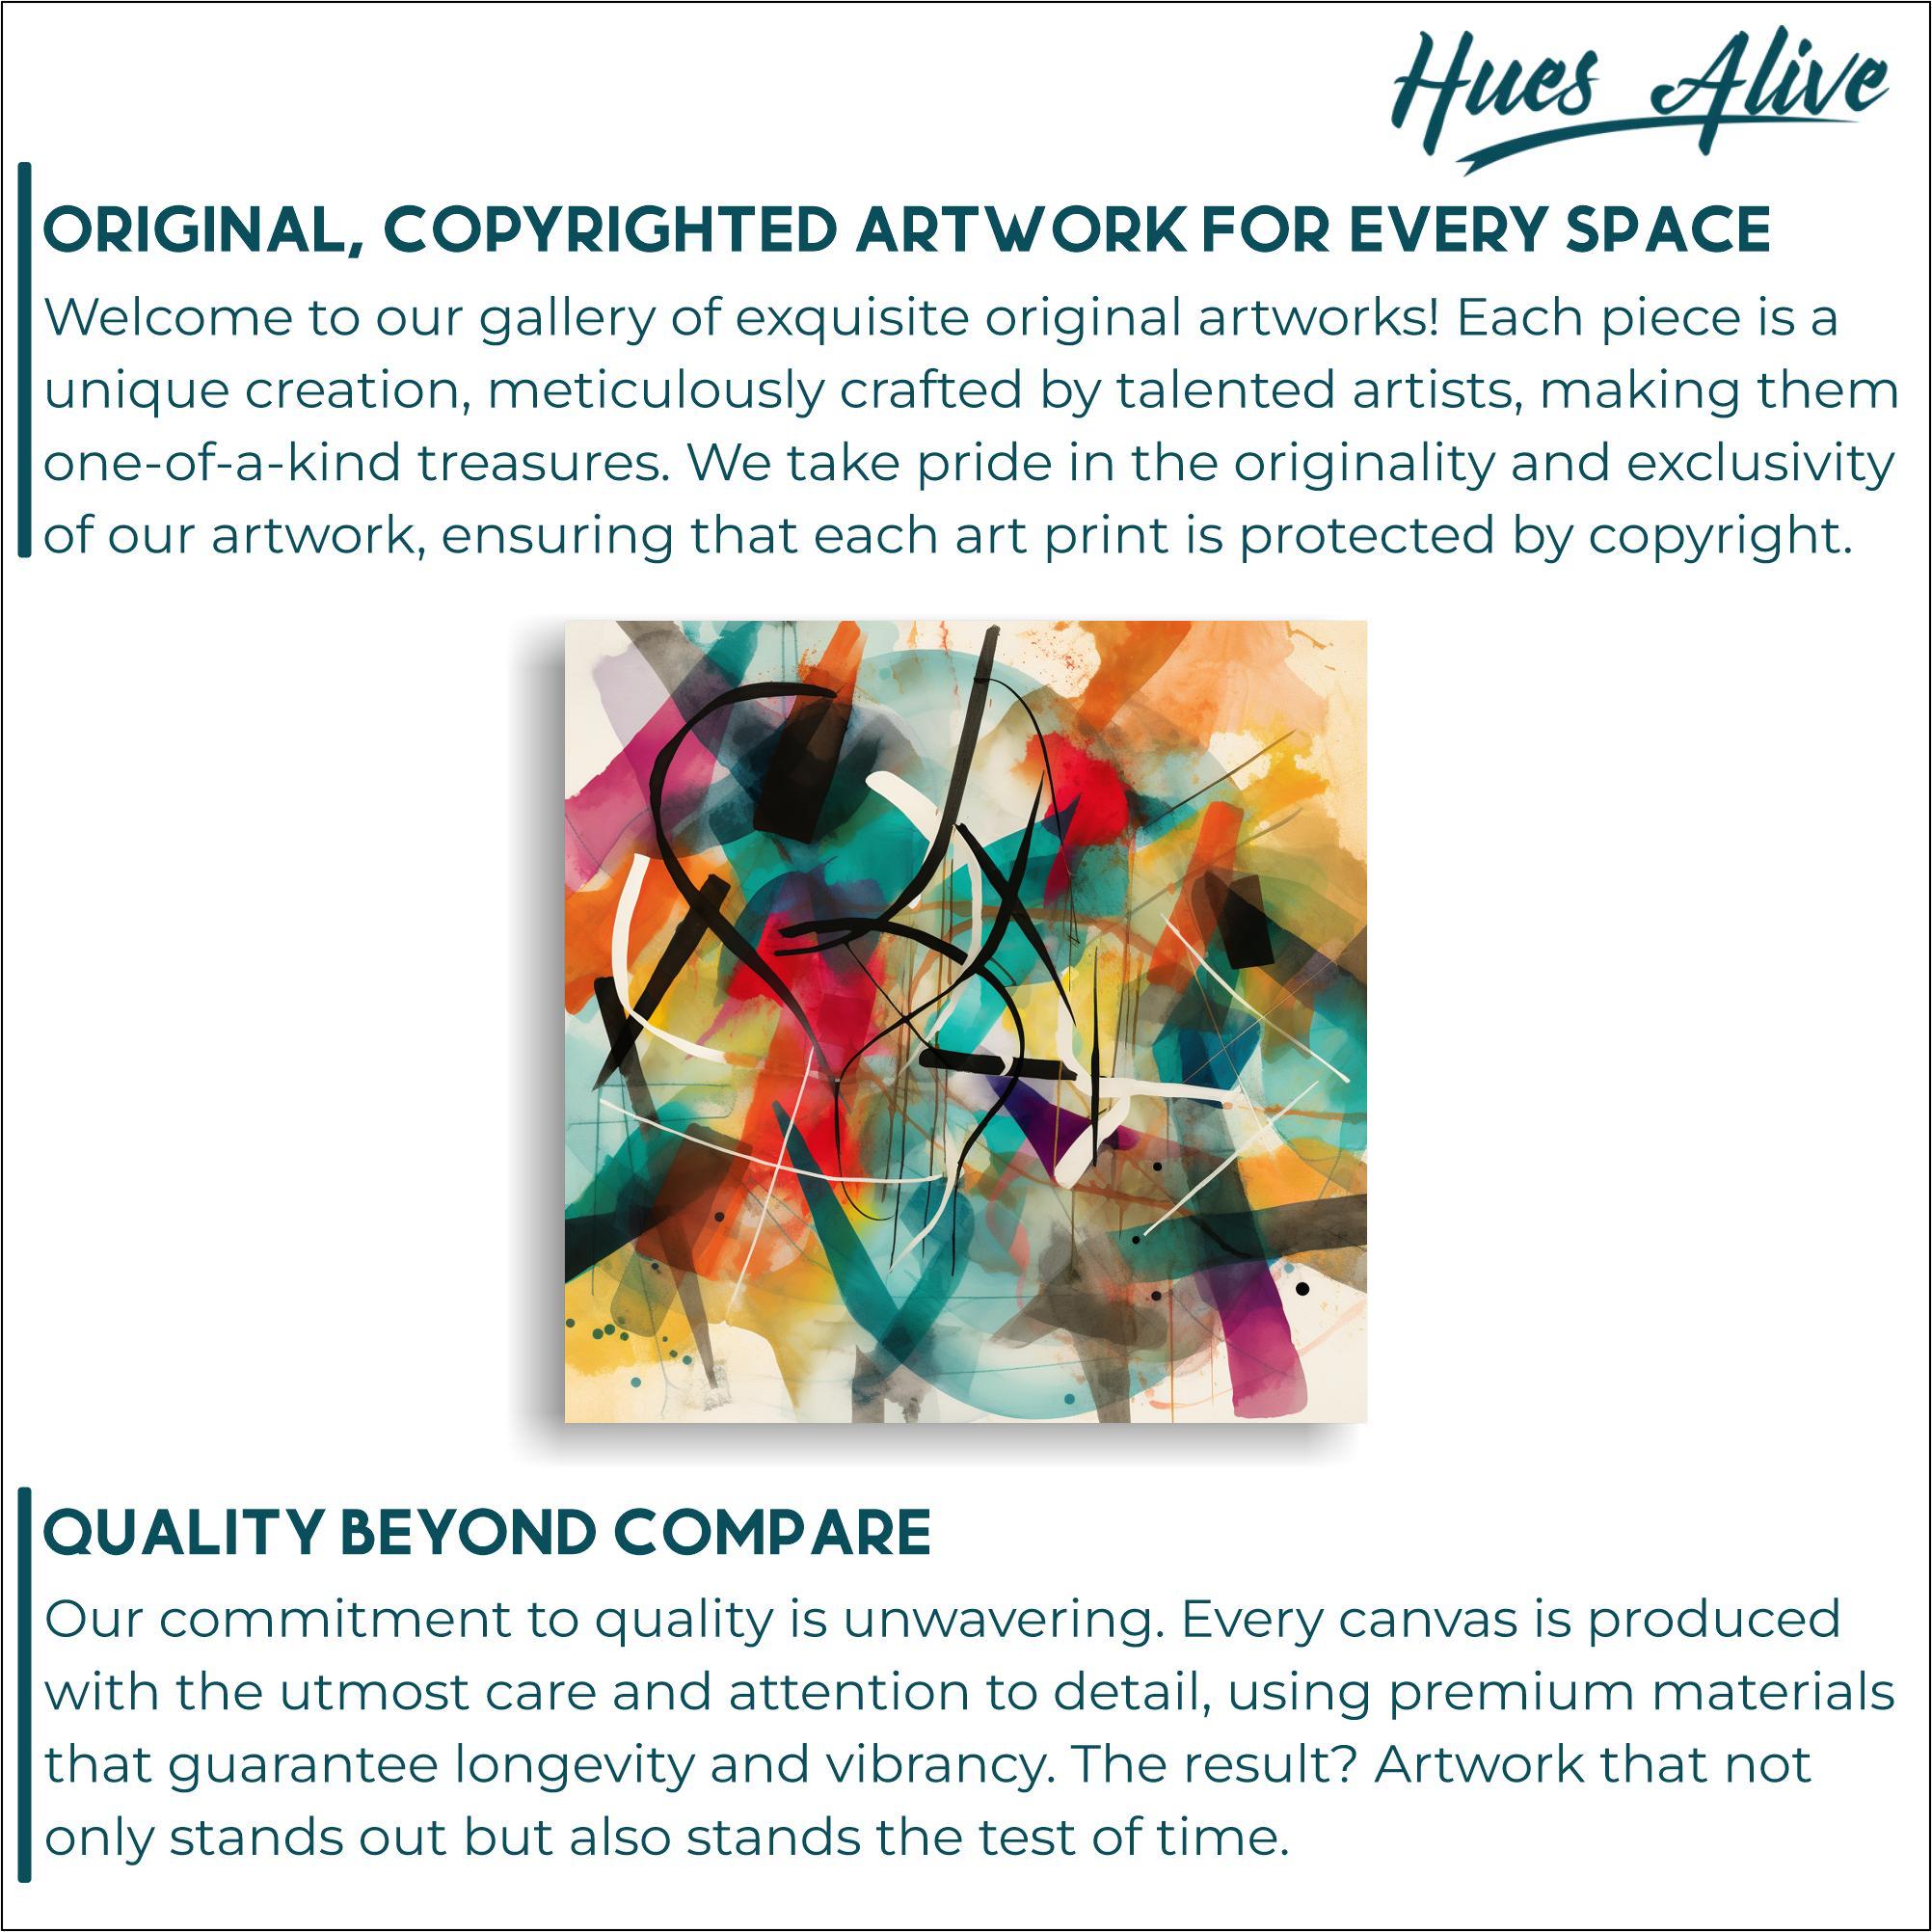 Hues Alive
ORIGINAL, COPYRIGHTED ARTWORK FOR EVERY SPACE
Welcome to our gallery of exquisite original artworks! Each piece is a
unique creation, meticulously crafted by talented artists, making them
one-of-a-kind treasures. We take pride in the originality and exclusivity
of our artwork, ensuring that each art print is protected by copyright.
QUALITY BEYOND COMPARE
Our commitment to quality is unwavering. Every canvas is produced
with the utmost care and attention to detail, using premium materials
that guarantee longevity and vibrancy. The result? Artwork that not
only stands out but also stands the test of time.